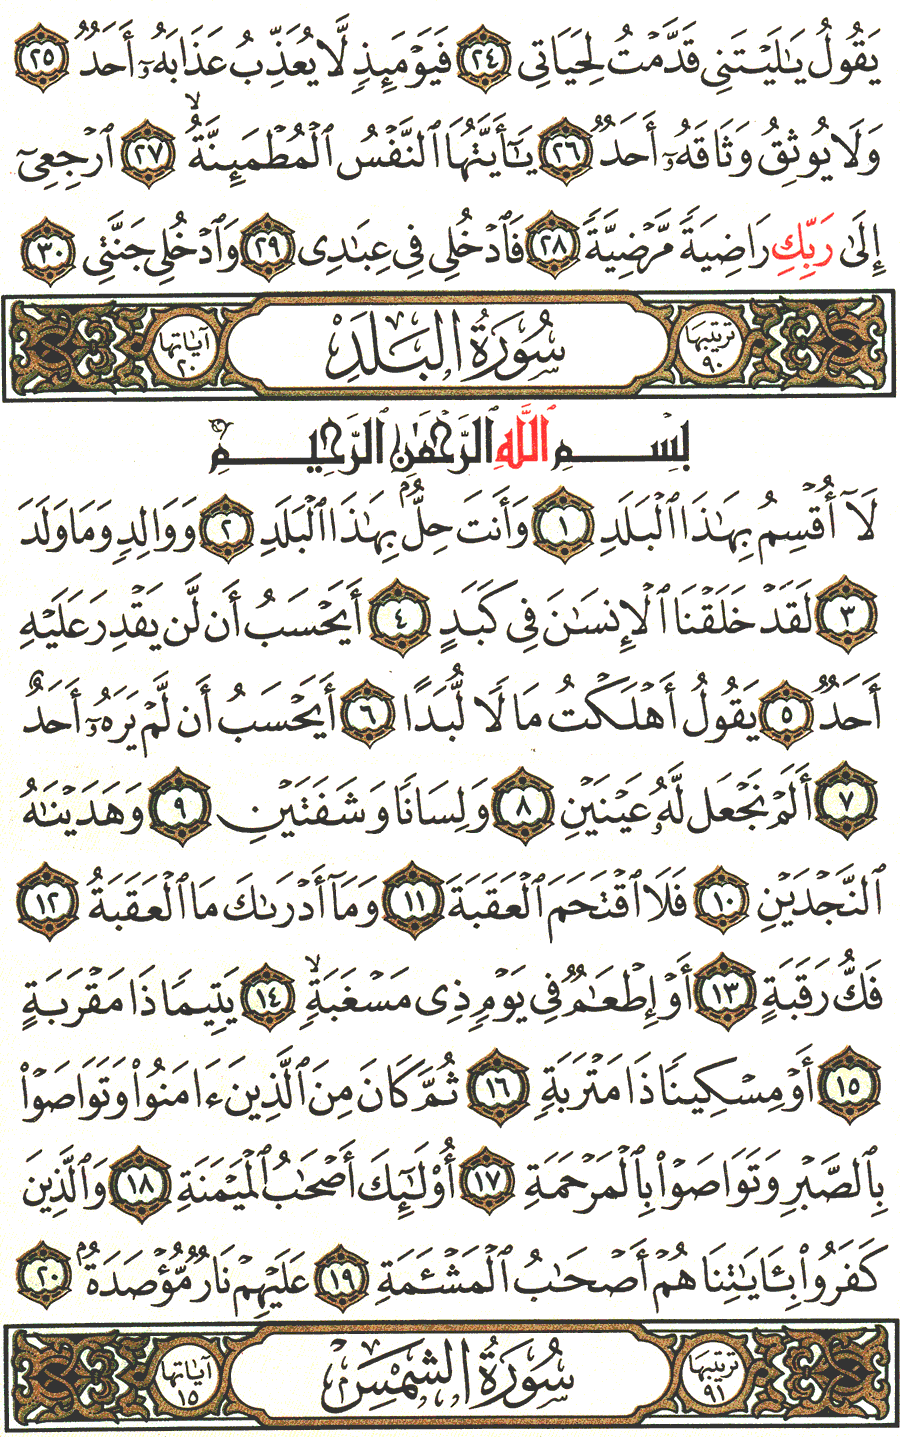 يَقُولُ يَٰلَيْتَنِى قَدَّمْتُ لِحَيَاتِى ٢٤ فَيَوْمَئِذٍ لَّا يُعَذِّبُ عَذَابَهُۥٓ أَحَدٌ ٢٥
وَلَا يُوثِقُ وَثَاقَهُۥٓ أَحَدٌ ٢٦ يَٰٓأَيَّتُهَا ٱلنَّفْسُ ٱلْمُطْمَئِنَّةُ ۙ ٢٧ ٱرْجِعِىٓ
إِلَىٰ رَبِّكِ رَاضِيَةً مَّرْضِيَّةً ٢٨ فَٱدْخُلِى فِى عِبَٰدِى ٢٩ وَٱدْخُلِى جَنَّتِى ٣٠
ترتيبها ٩٠ سُورَةُ الْبَلَدِ آياتها ٢٠
بِسْمِ ٱللَّهِ ٱلرَّحْمَٰنِ ٱلرَّحِيمِ
لَآ أُقْسِمُ بِهَٰذَا ٱلْبَلَدِ ١ وَأَنتَ حِلٌّۢ بِهَٰذَا ٱلْبَلَدِ ٢ وَوَالِدٍ وَمَا وَلَدَ
٣ لَقَدْ خَلَقْنَا ٱلْإِنسَٰنَ فِى كَبَدٍ ٤ أَيَحْسَبُ أَن لَّن يَقْدِرَ عَلَيْهِ
أَحَدٌ ٥ يَقُولُ أَهْلَكْتُ مَالًا لُّبَدًا ٦ أَيَحْسَبُ أَن لَّمْ يَرَهُۥٓ أَحَدٌ
٧ أَلَمْ نَجْعَل لَّهُۥ عَيْنَيْنِ ٨ وَلِسَانًا وَشَفَتَيْنِ ٩ وَهَدَيْنَٰهُ
ٱلنَّجْدَيْنِ ١٠ فَلَا ٱقْتَحَمَ ٱلْعَقَبَةَ ١١ وَمَآ أَدْرَىٰكَ مَا ٱلْعَقَبَةُ ١٢
فَكُّ رَقَبَةٍ ١٣ أَوْ إِطْعَٰمٌ فِى يَوْمٍ ذِى مَسْغَبَةٍ ۙ ١٤ يَتِيمًا ذَا مَقْرَبَةٍ
١٥ أَوْ مِسْكِينًا ذَا مَتْرَبَةٍ ١٦ ثُمَّ كَانَ مِنَ ٱلَّذِينَ ءَامَنُوا۟ وَتَوَاصَوْا۟
بِٱلصَّبْرِ وَتَوَاصَوْا۟ بِٱلْمَرْحَمَةِ ١٧ أُو۟لَٰٓئِكَ أَصْحَٰبُ ٱلْمَيْمَنَةِ ١٨ وَٱلَّذِينَ
كَفَرُوا۟ بِـَٔايَٰتِنَا هُمْ أَصْحَٰبُ ٱلْمَشْـَٔمَةِ ١٩ عَلَيْهِمْ نَارٌ مُّؤْصَدَةٌۢ ٢٠
ترتيبها ٩١ سُورَةُ الشَّمْسِ آياتها ١٥